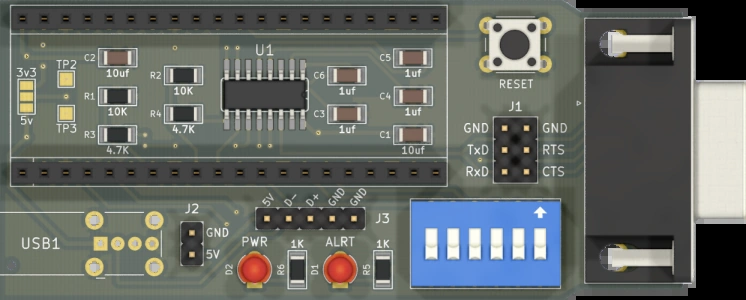 U1
C2
10uf
TP2
3v3
5v
TP3
R1
10K
R3
4.7K
R2
10K
R4
4.7K
C6
1uf
C3
1uf
C5
1uf
C4
1uf
C1
10uf
RESET
J1
GND GND
TxD RTS
RxD CTS
USB1
J2
GND
5V
5V D- D+ GND GND
J3
PWR 1K ALRT 1K
D2 R6 D1 R5